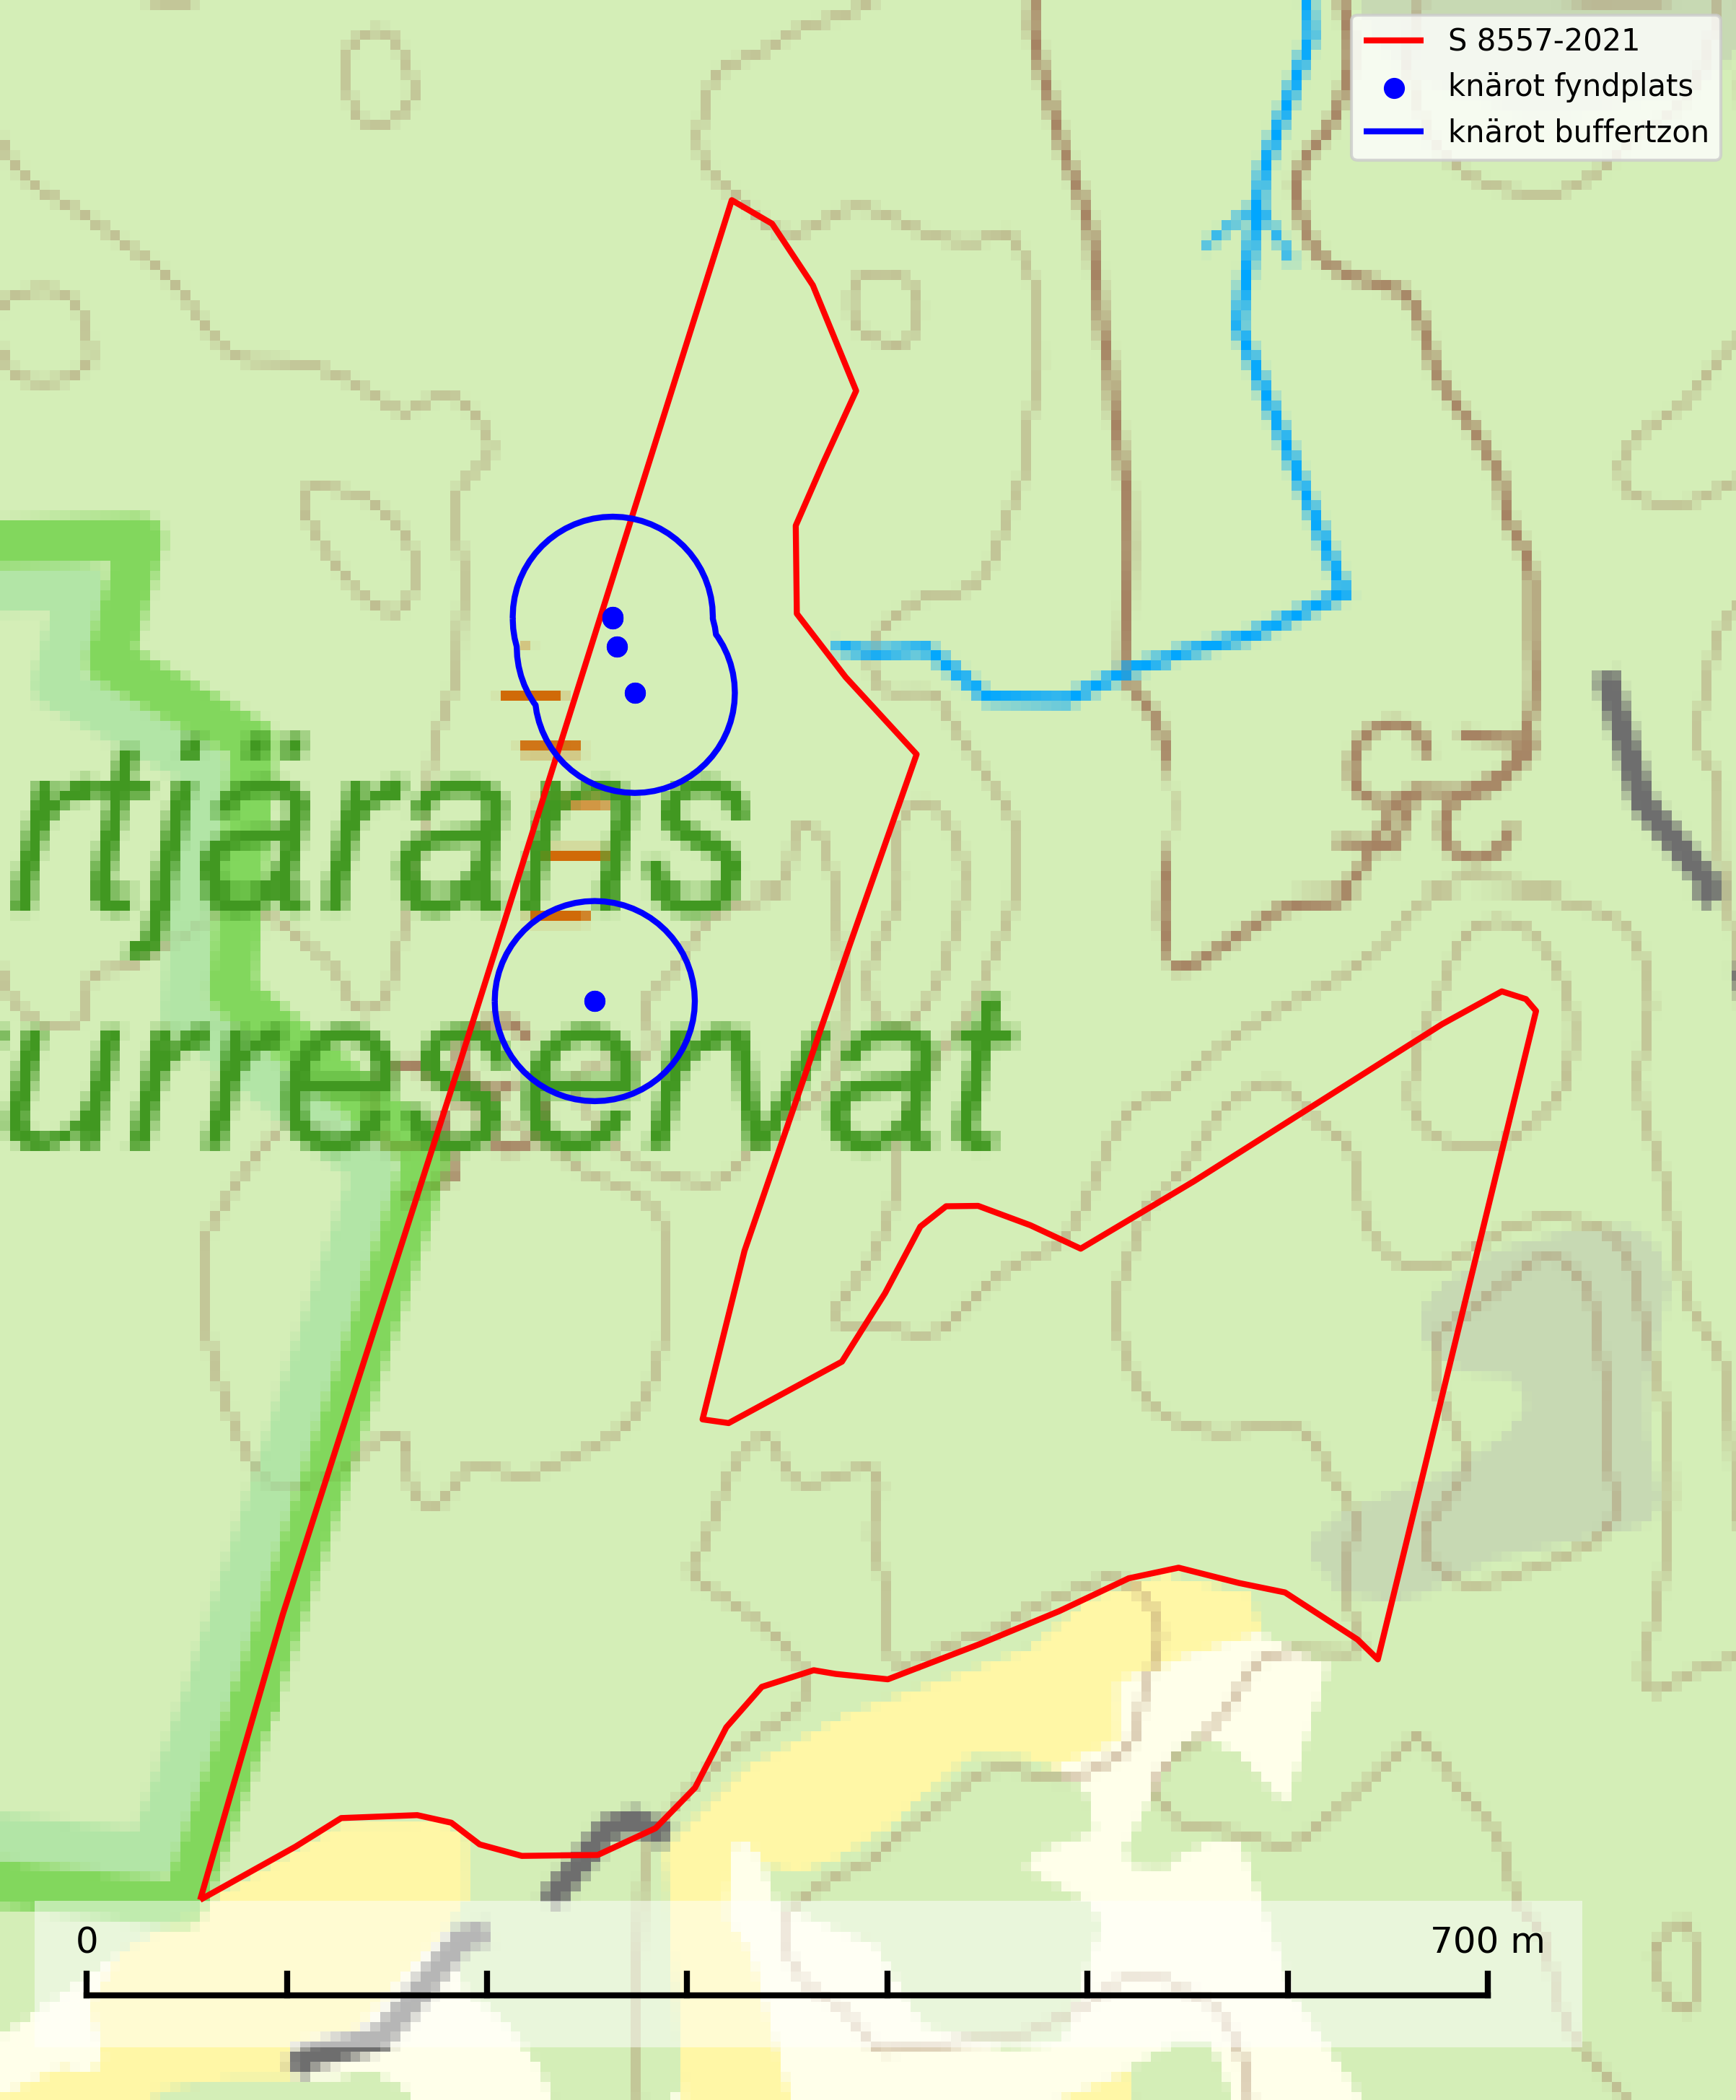 S 8557-2021
knärot fyndplats
knärot buffertzon
rtjärarns
urreservat
0
700 m